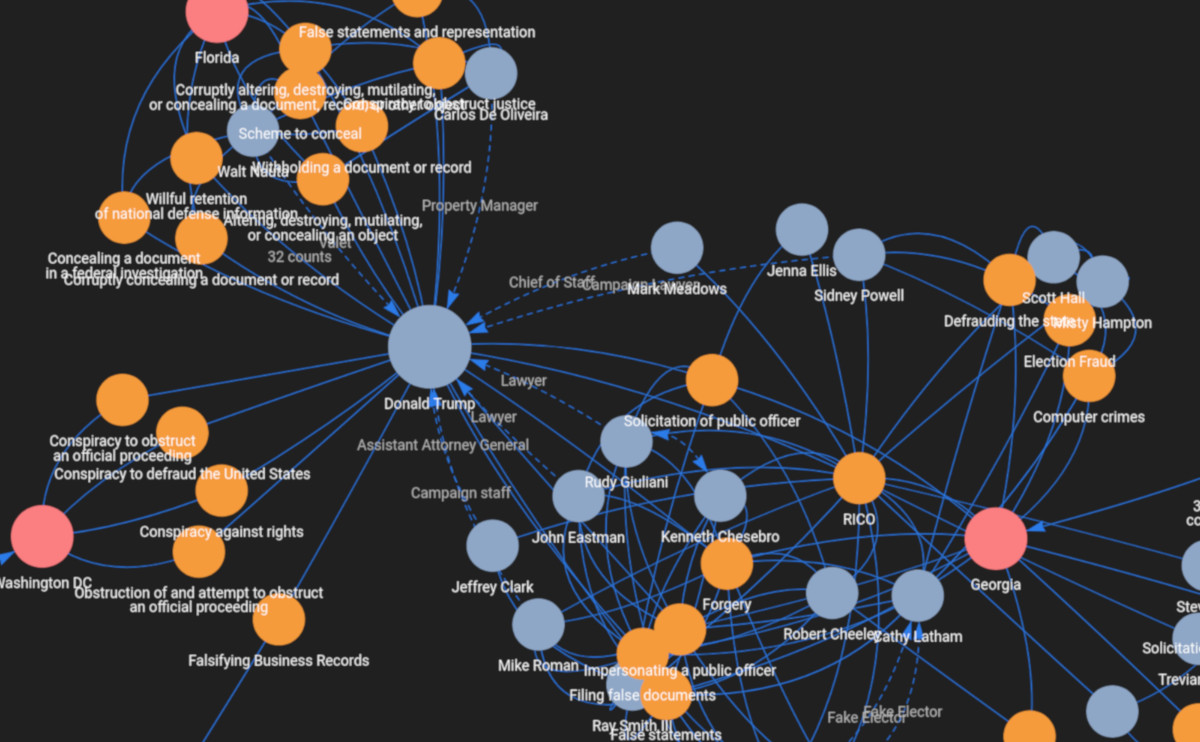 False statements and representation
Florida
Corruptly altering, destroying, mutilating,
or concealing a document, record, or other object
Conspiracy to obstruct justice
Carlos De Oliveira
Scheme to conceal
Walt Nauta
Withholding a document or record
Willful retention
of national defense information
Property Manager
Altering, destroying, mutilating,
or concealing an object
Valet
32 counts
Concealing a document
in a federal investigation
Corruptly concealing a document or record
Chief of Staff
Campaign Lawyer
Mark Meadows
Jenna Ellis
Sidney Powell
Scott Hall
Defrauding the state
Misty Hampton
Election Fraud
Computer crimes
Donald Trump
Lawyer
Lawyer
Solicitation of public officer
Assistant Attorney General
Conspiracy to obstruct
an official proceeding
Conspiracy to defraud the United States
Rudy Giuliani
Campaign staff
RICO
Conspiracy against rights
John Eastman
Kenneth Chesebro
Washington DC
Jeffrey Clark
Georgia
Obstruction of and attempt to obstruct
an official proceeding
Forgery
Robert Cheeley
Cathy Latham
Falsifying Business Records
Mike Roman
Impersonating a public officer
Filing false documents
Ray Smith III
False statements
Fake Elector
Fake Elector
3
co
Stev
Solicitati
Trevian